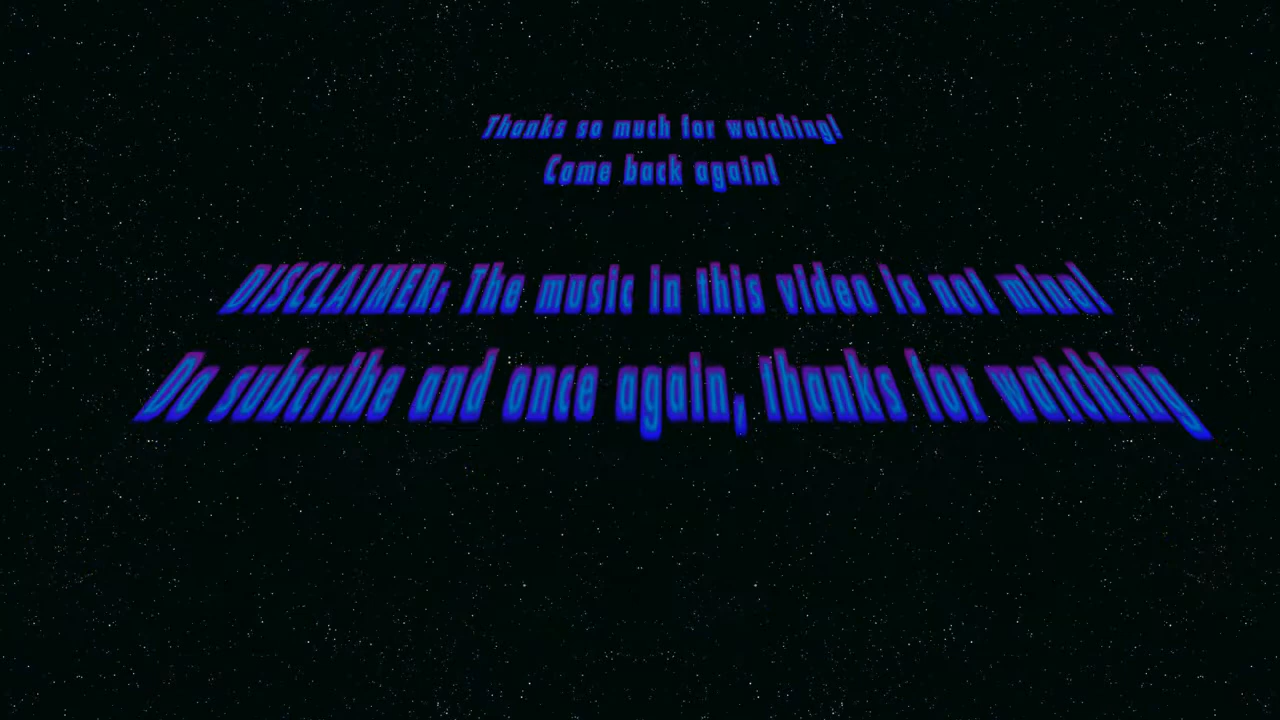 Thanks so much for watching!
Come back again!
DISCLAIMER: The music in this video is not mine!
Do subcribe and once again, thanks for watching